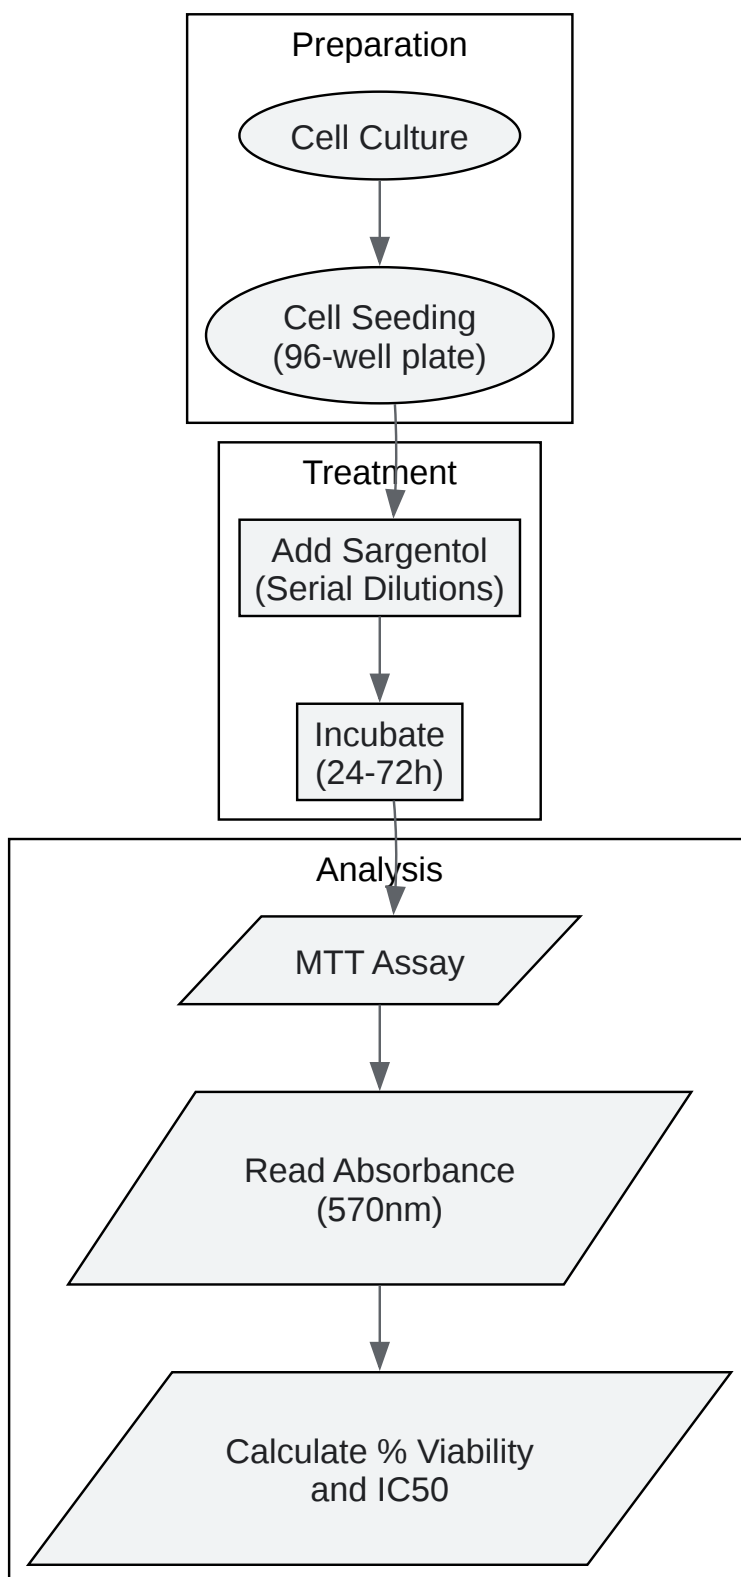 Preparation
Cell Culture
Cell Seeding
(96-well plate)
Treatment
Add Sargentol
(Serial Dilutions)
Incubate
(24-72h)
Analysis
MTT Assay
Read Absorbance
(570nm)
Calculate % Viability
and IC50